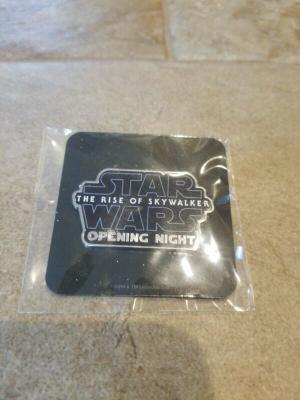 STAR
THE RISE OF SKYWALKER
WARS
OPENING NIGHT